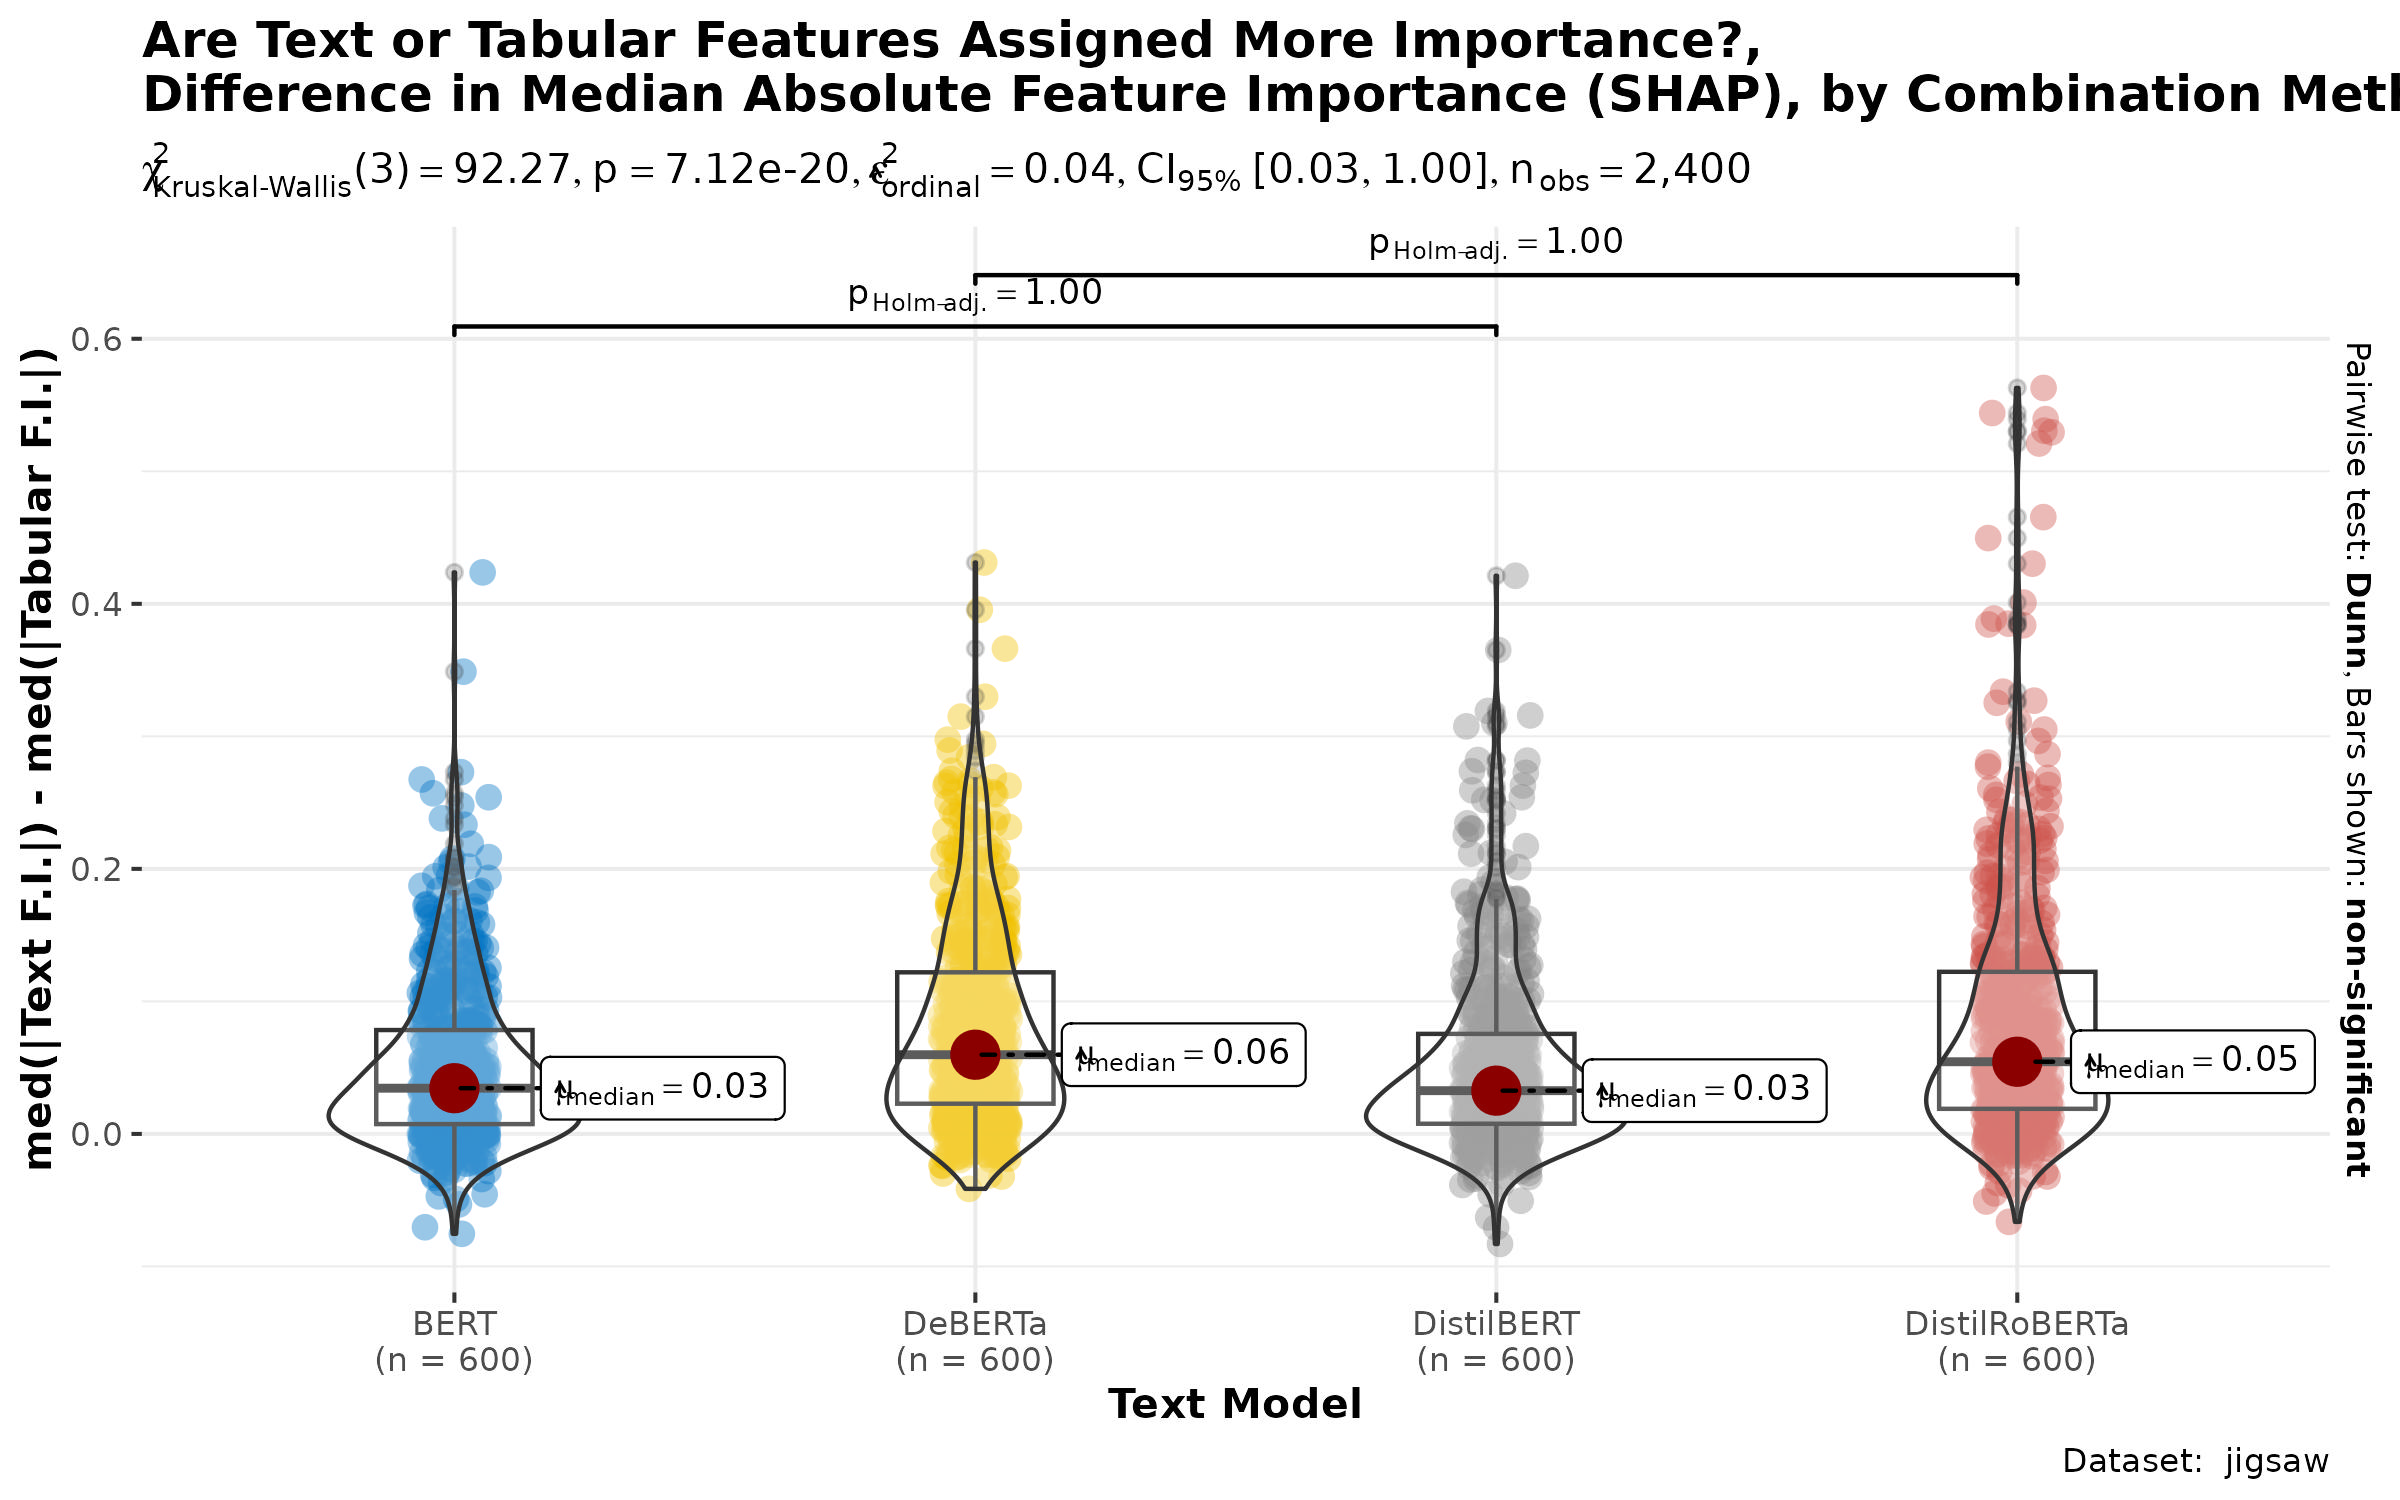 Are Text or Tabular Features Assigned More Importance?,
Difference in Median Absolute Feature Importance (SHAP), by Combination
χ²Kruskal-Wallis(3) = 92.27, p = 7.12e-20, ε̂²ordinal = 0.04, CI95% [0.03, 1.00], nobs = 2,400
pHolm-adj. = 1.00
pHolm-adj. = 1.00
med(|Text F.I.|) - med(|Tabular F.I.|)
0.6
0.4
0.2
0.0
μ̂median = 0.03
μ̂median = 0.06
μ̂median = 0.03
μ̂median = 0.05
Pairwise test: Dunn, Bars shown: non-significant
BERT
(n = 600)
DeBERTa
(n = 600)
DistilBERT
(n = 600)
DistilRoBERTa
(n = 600)
Text Model
Dataset: jigsaw